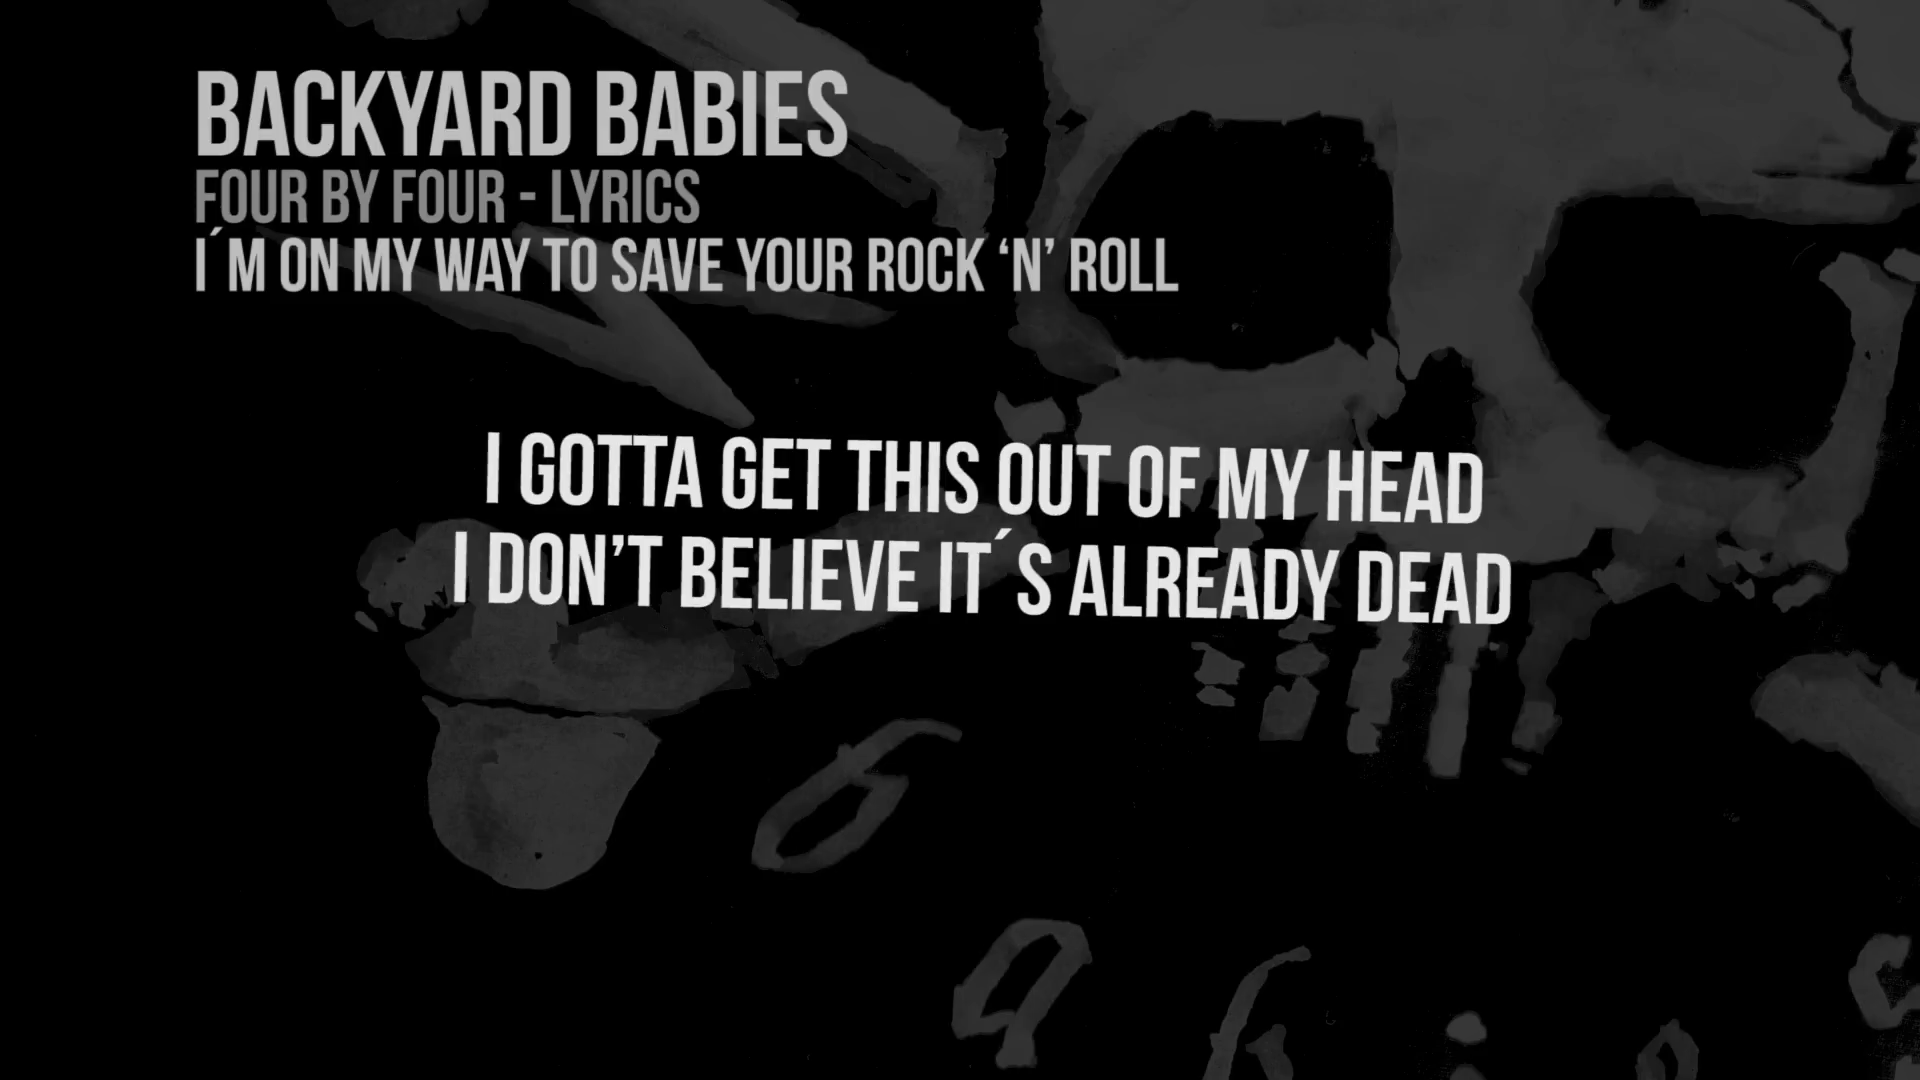 BACKYARD BABIES
FOUR BY FOUR - LYRICS
I´M ON MY WAY TO SAVE YOUR ROCK ‘N’ ROLL
I GOTTA GET THIS OUT OF MY HEAD
I DON’T BELIEVE IT´S ALREADY DEAD